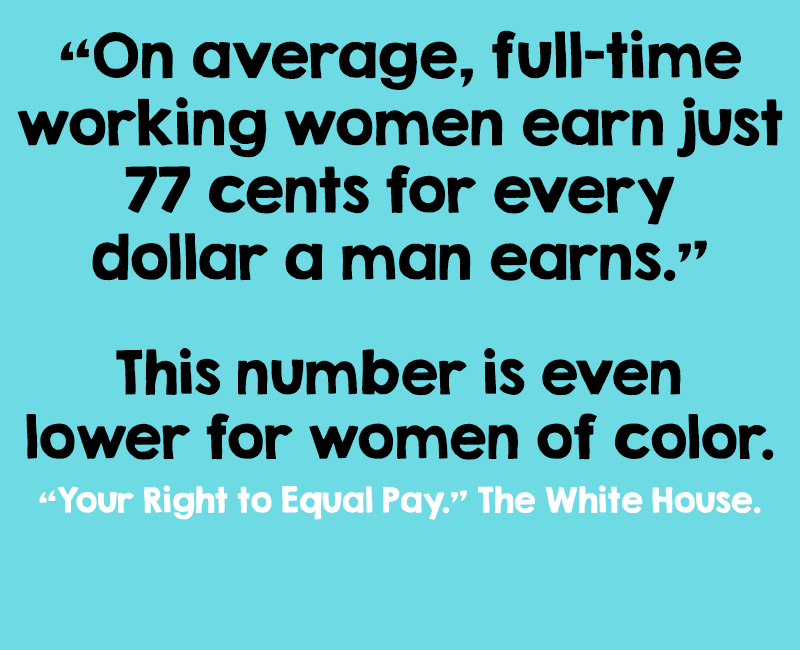 “On average, full-time
working women earn just
77 cents for every
dollar a man earns.”
This number is even
lower for women of color.
“Your Right to Equal Pay.” The White House.